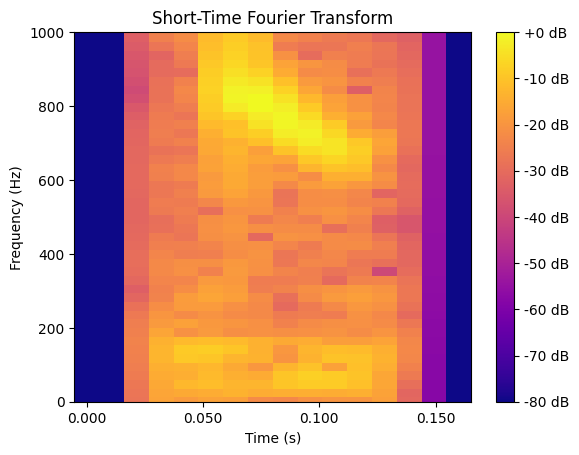 Short-Time Fourier Transform
Frequency (Hz)
1000
800
600
400
200
0
0.000
0.050
0.100
0.150
Time (s)
+0 dB
-10 dB
-20 dB
-30 dB
-40 dB
-50 dB
-60 dB
-70 dB
-80 dB